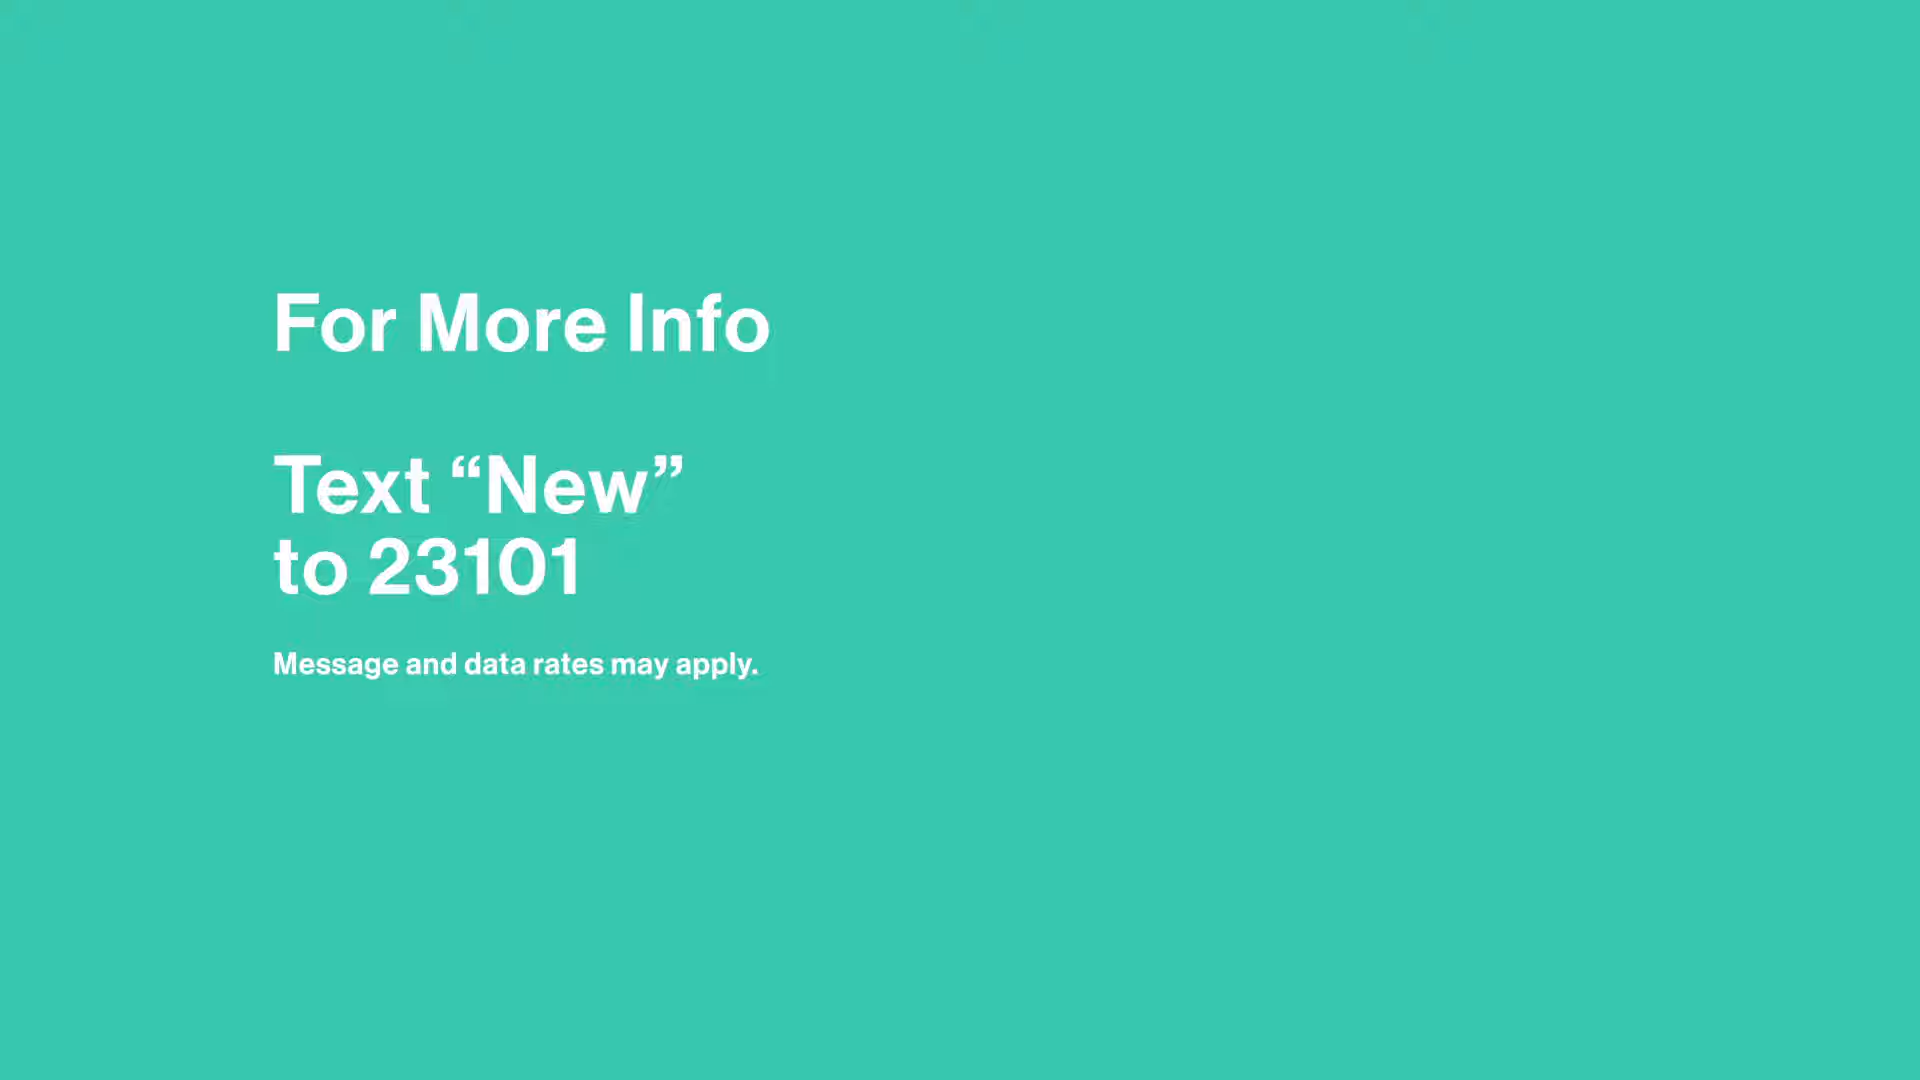 For More Info
Text “New”
to 23101
Message and data rates may apply.